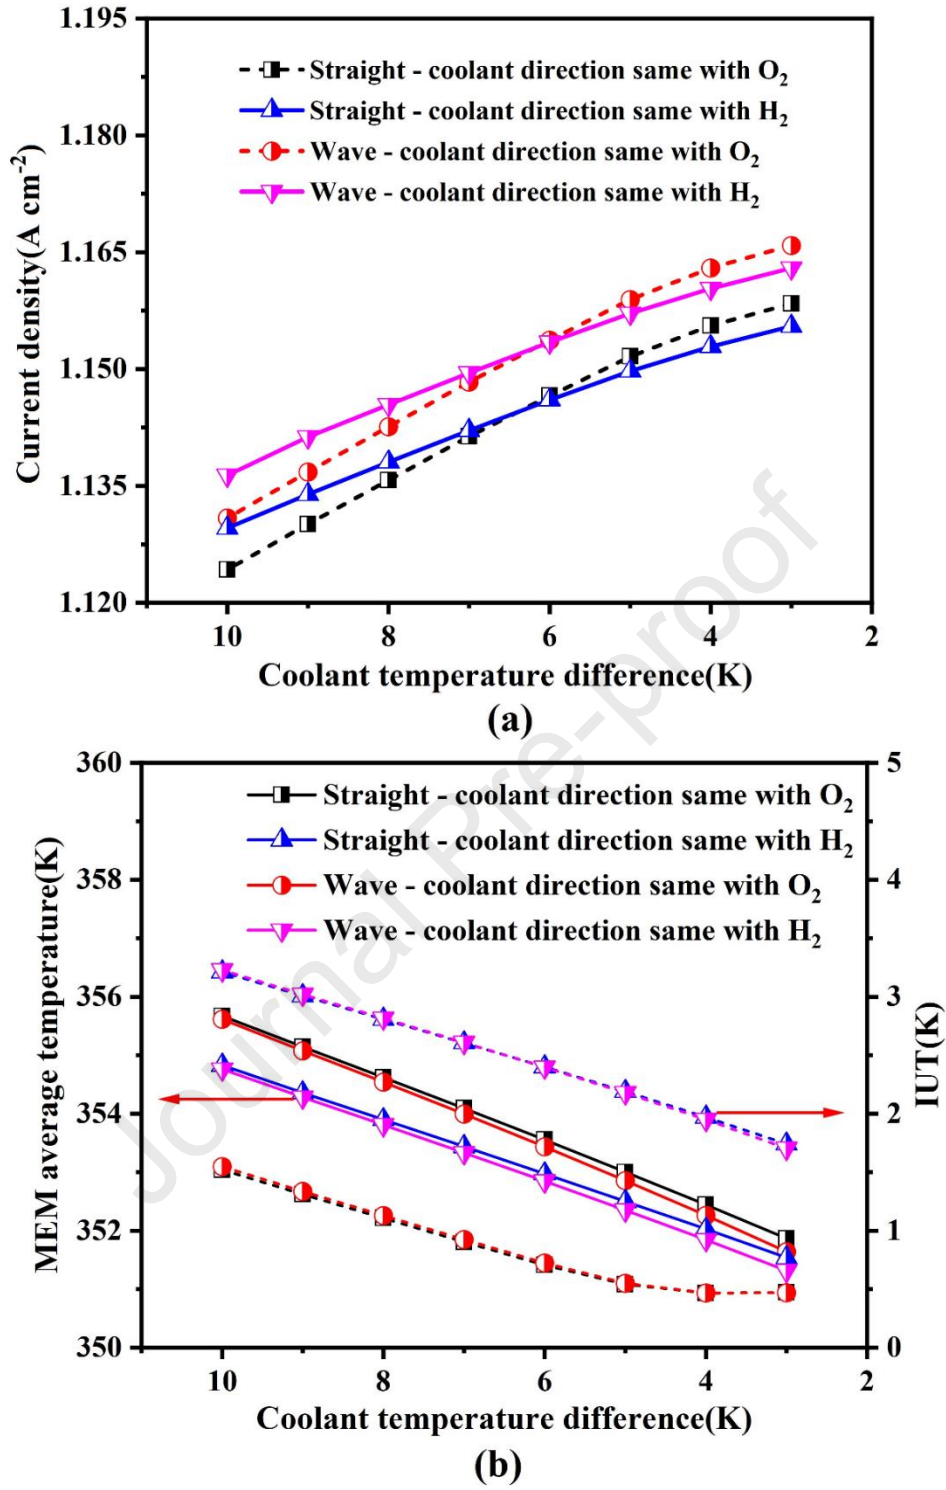 1.195
1.180
1.165
1.150
1.135
1.120
Current density(A cm-2)
Straight - coolant direction same with O2
Straight - coolant direction same with H2
Wave - coolant direction same with O2
Wave - coolant direction same with H2
10 8 6 4 2
Coolant temperature difference(K)
(a)
Journal Pre-proof
360
358
356
354
352
350
MEM average temperature(K)
Straight - coolant direction same with O2
Straight - coolant direction same with H2
Wave - coolant direction same with O2
Wave - coolant direction same with H2
5
4
3
2
1
0
IUT(K)
10 8 6 4 2
Coolant temperature difference(K)
(b)